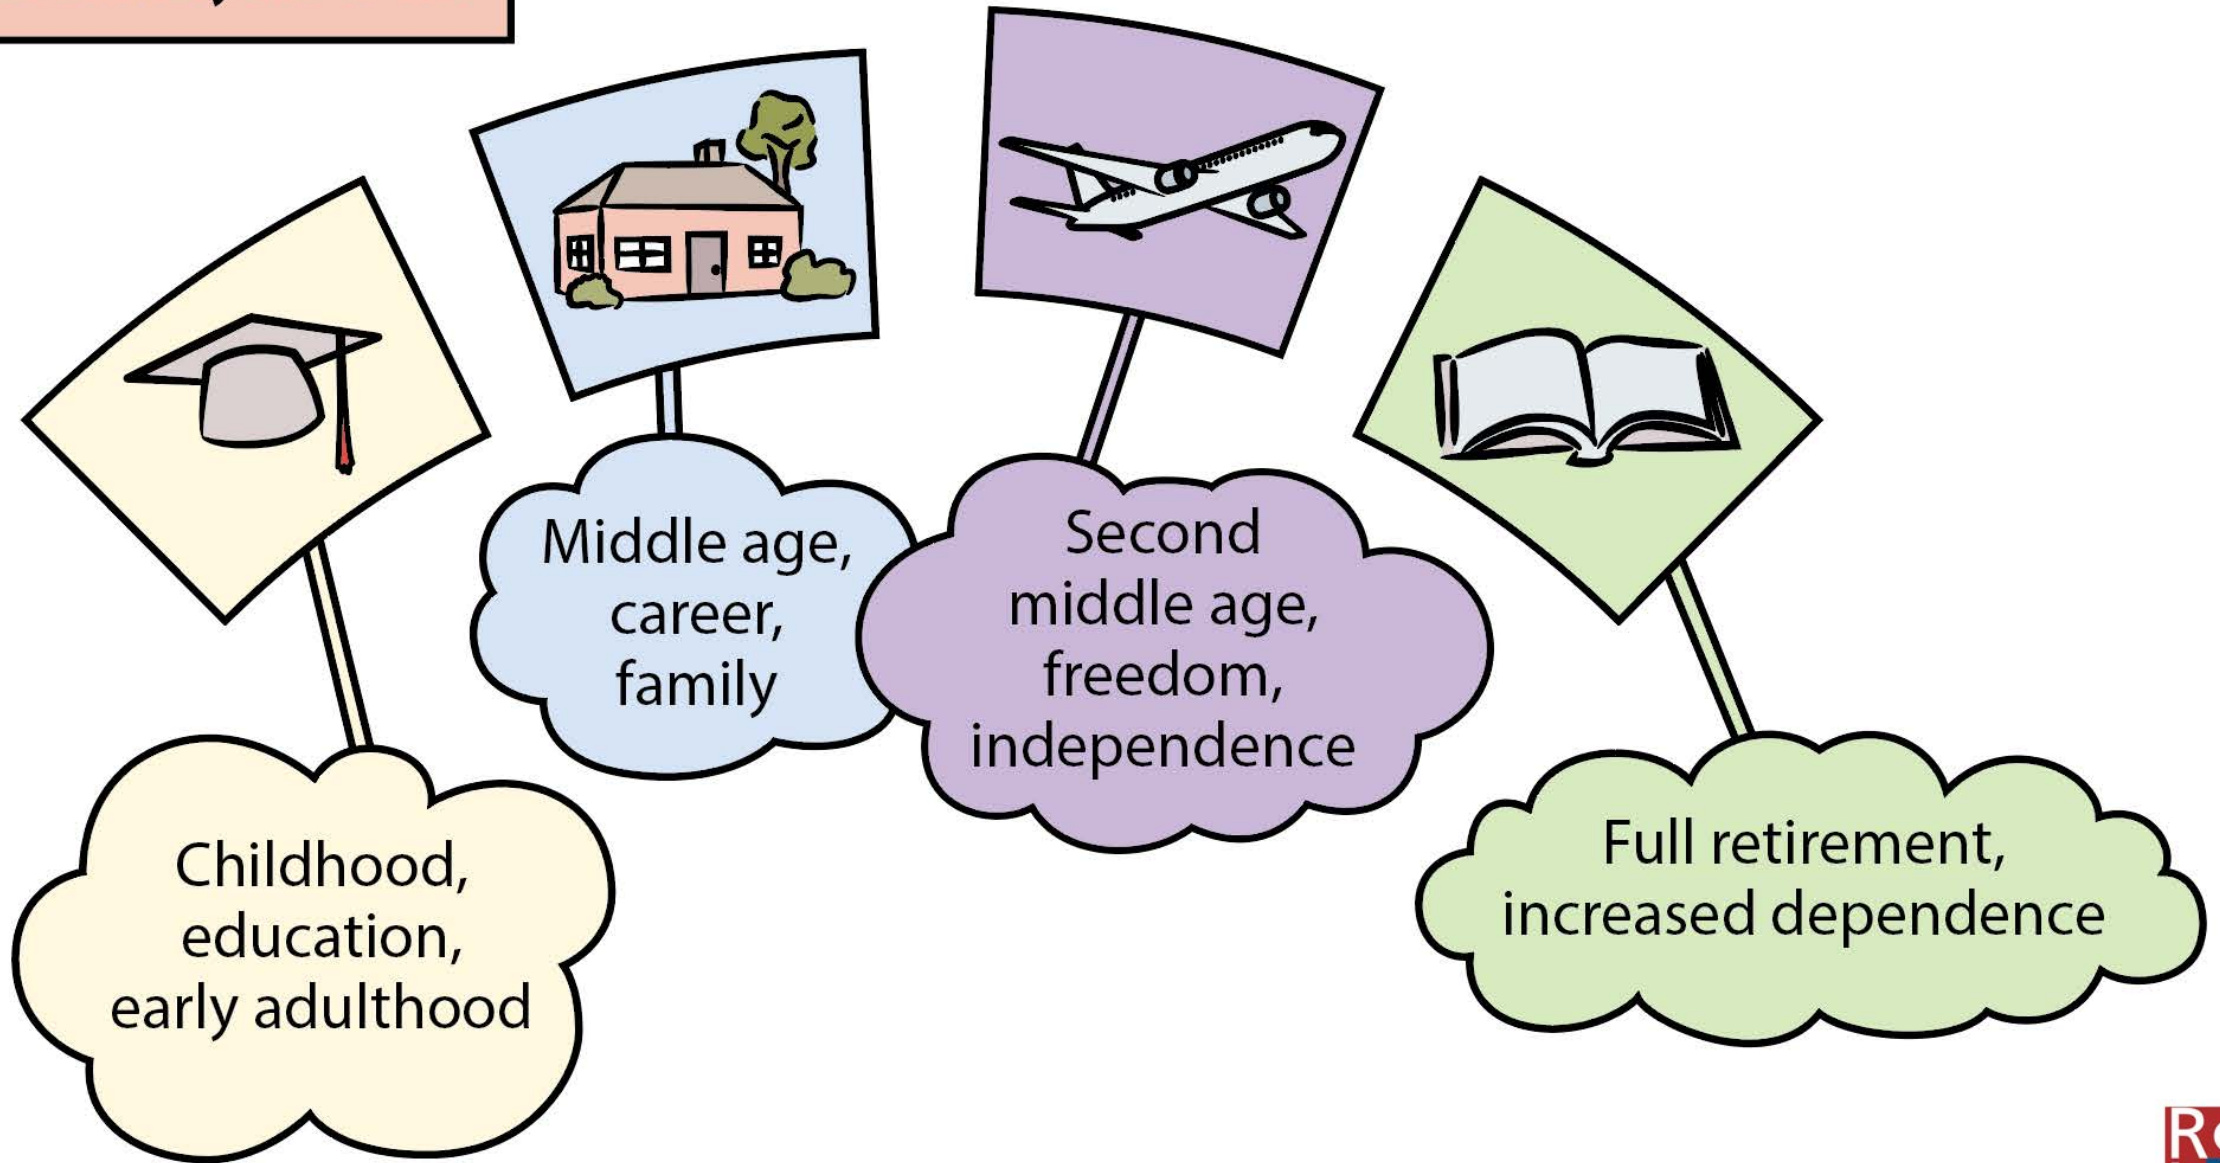 Childhood,
education,
early adulthood
Middle age,
career,
family
Second
middle age,
freedom,
independence
Full retirement,
increased dependence